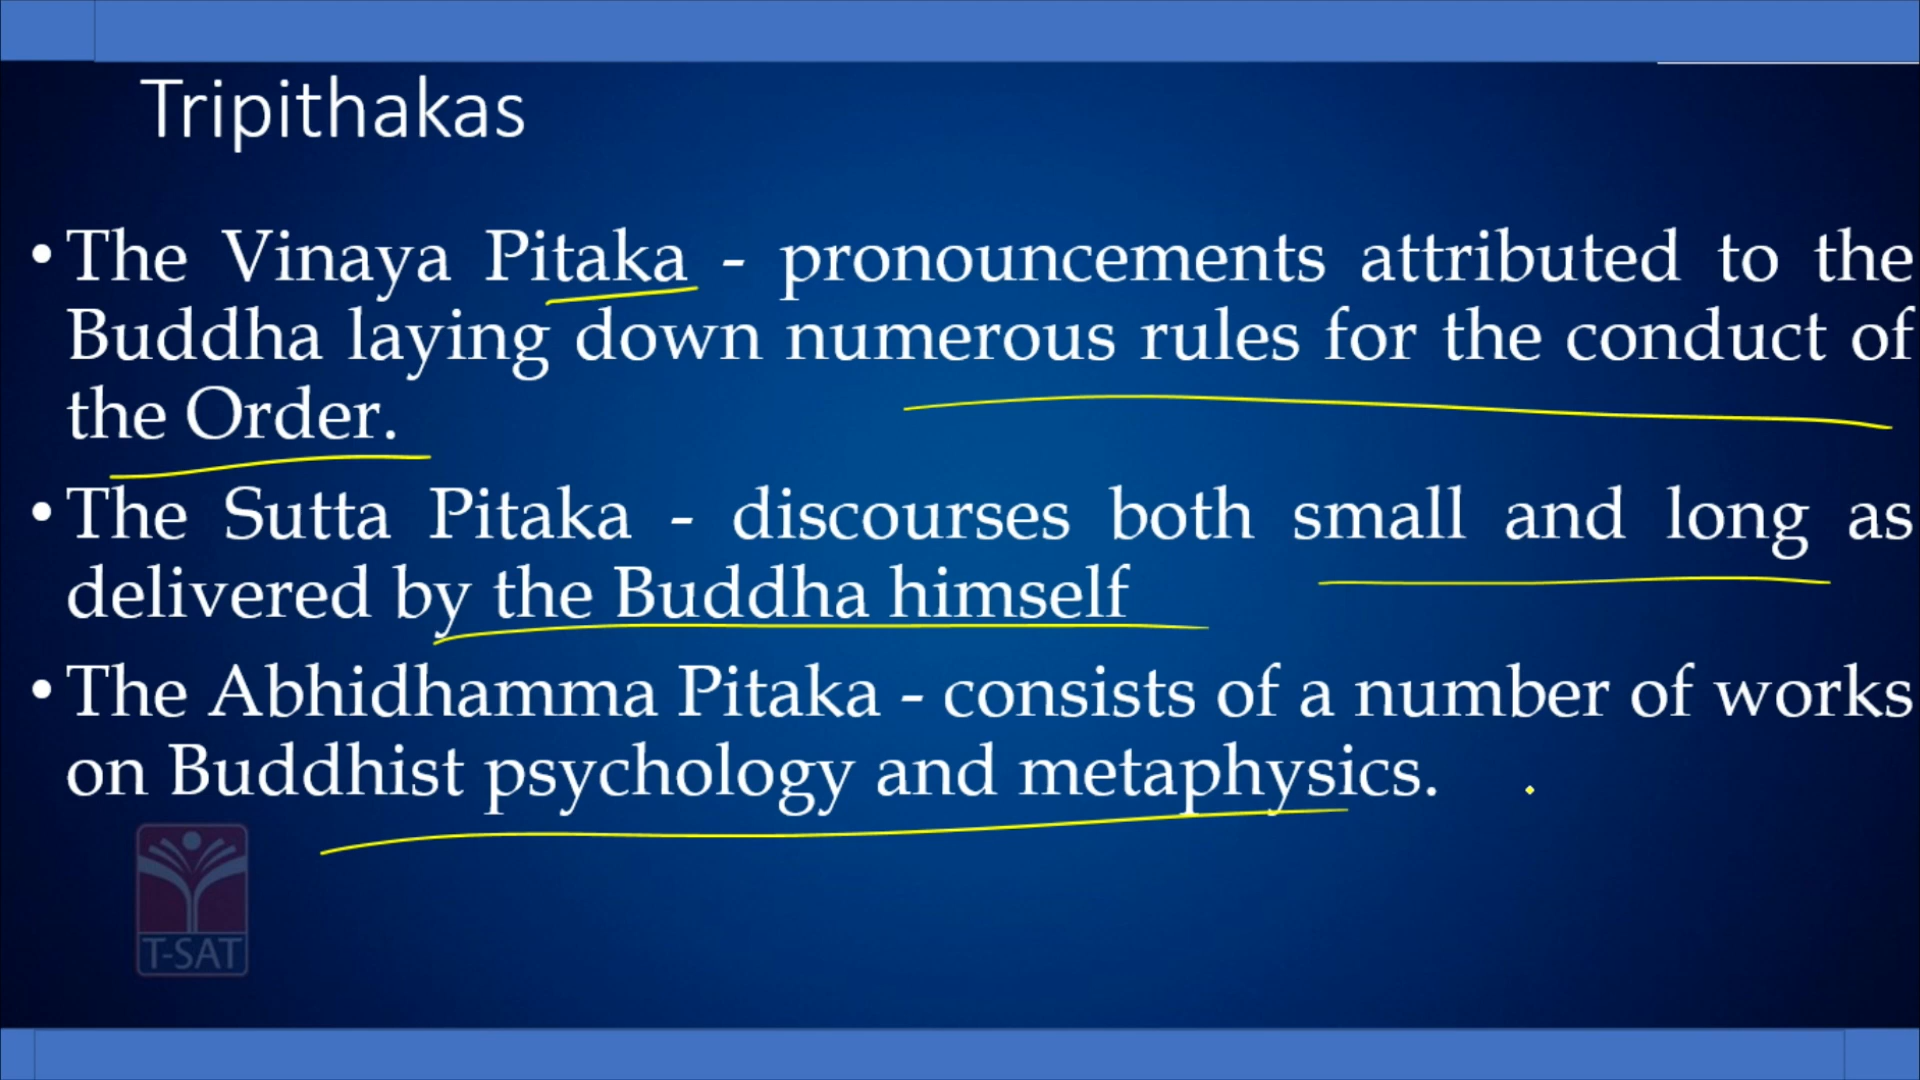 Tripithakas
• The Vinaya Pitaka - pronouncements attributed to the
Buddha laying down numerous rules for the conduct of
the Order.
• The Sutta Pitaka - discourses both small and long as
delivered by the Buddha himself
• The Abhidhamma Pitaka - consists of a number of works
on Buddhist psychology and metaphysics.
T-SAT